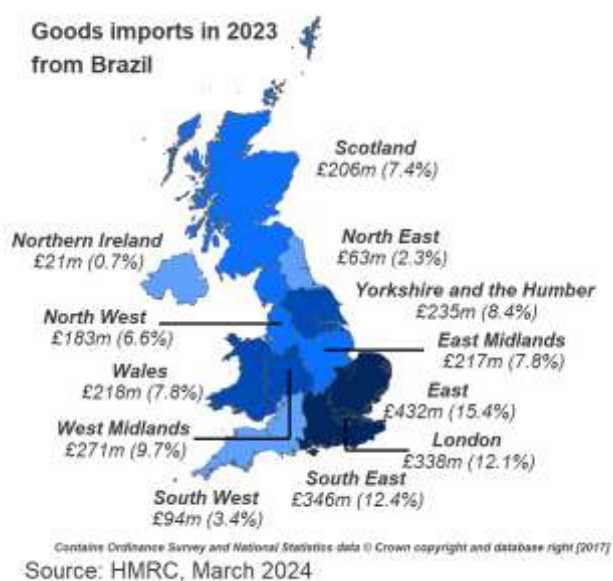 Goods imports in 2023
from Brazil
Scotland
£206m (7.4%)
Northern Ireland
£21m (0.7%)
North East
£63m (2.3%)
Yorkshire and the Humber
£235m (8.4%)
North West
£183m (6.6%)
East Midlands
£217m (7.8%)
Wales
£218m (7.8%)
East
£432m (15.4%)
West Midlands
£271m (9.7%)
London
£338m (12.1%)
South East
£346m (12.4%)
South West
£94m (3.4%)
Contains Ordinance Survey and National Statistics data © Crown copyright and database right [2017]
Source: HMRC, March 2024